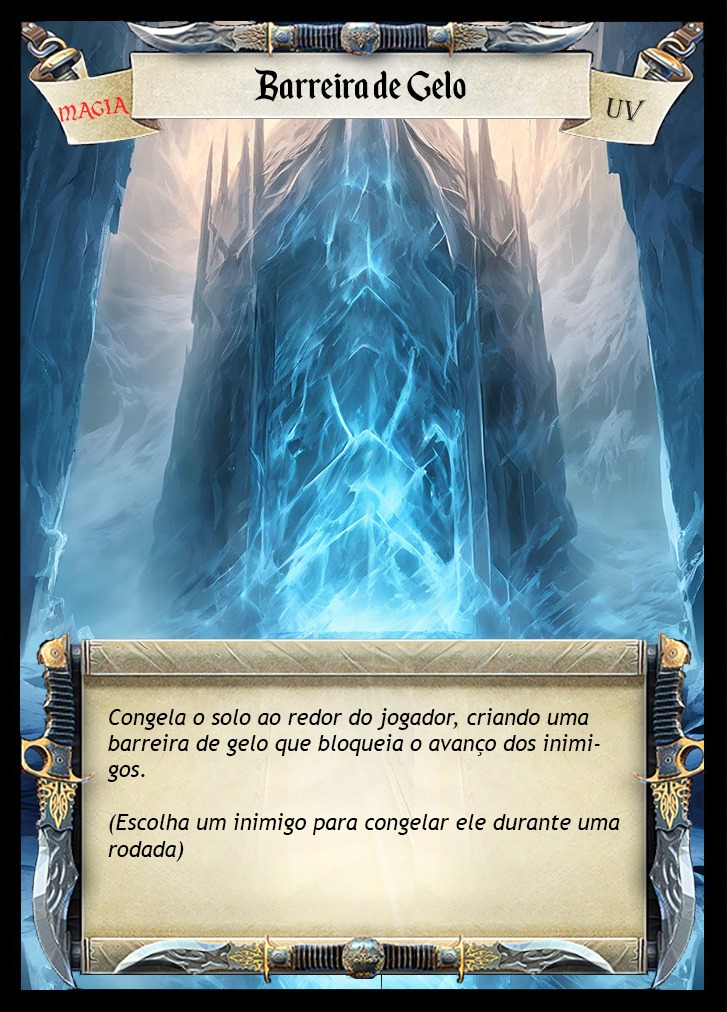 Barreira de Gelo
MAGIA
UV
Congela o solo ao redor do jogador, criando uma
barreira de gelo que bloqueia o avanço dos inimi-
gos.
(Escolha um inimigo para congelar ele durante uma
rodada)